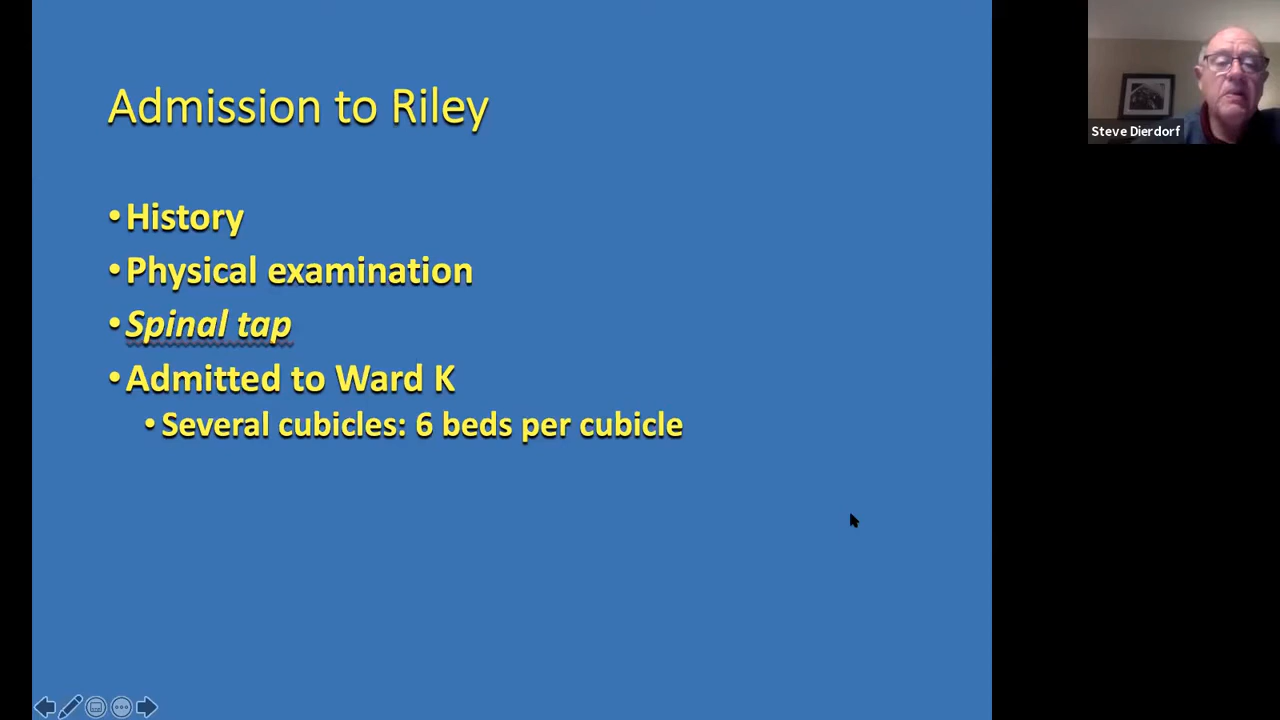 Admission to Riley
• History
• Physical examination
• Spinal tap
• Admitted to Ward K
• Several cubicles: 6 beds per cubicle
Steve Dierdorf